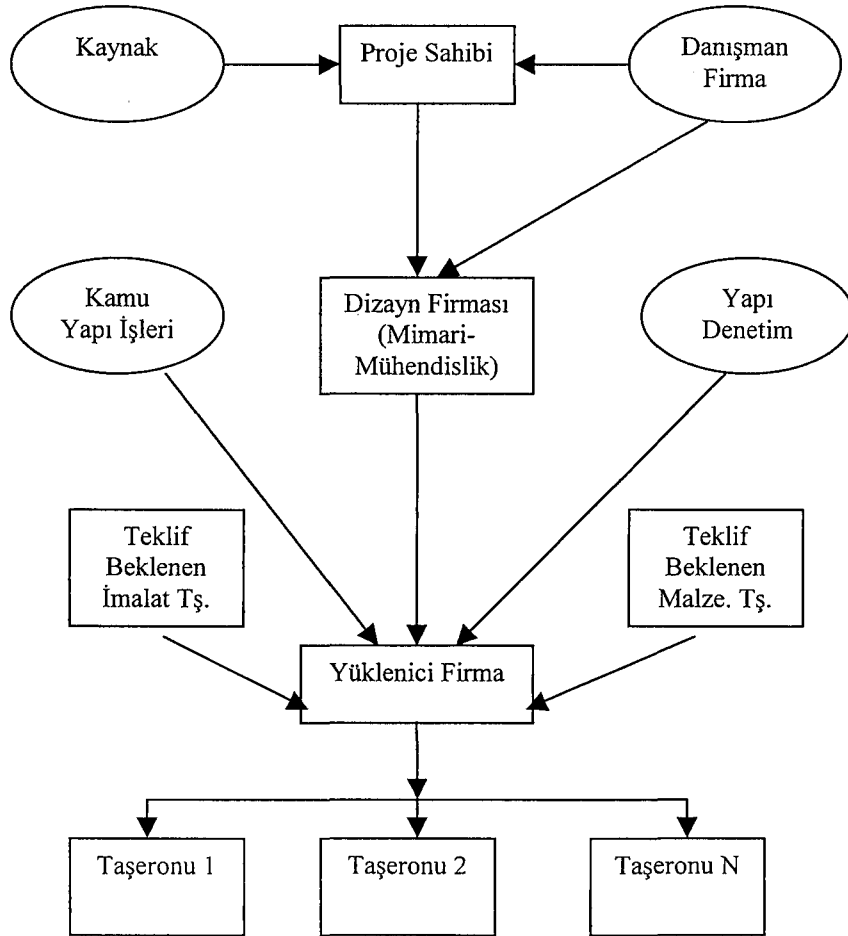 Kaynak
Proje Sahibi
Danışman
Firma
Kamu
Yapı İşleri
Dizayn Firması
(Mimari-
Mühendislik)
Yapı
Denetim
Teklif
Beklenen
İmalat Tş.
Teklif
Beklenen
Malze. Tş.
Yüklenici Firma
Taşeronu 1
Taşeronu 2
Taşeronu N